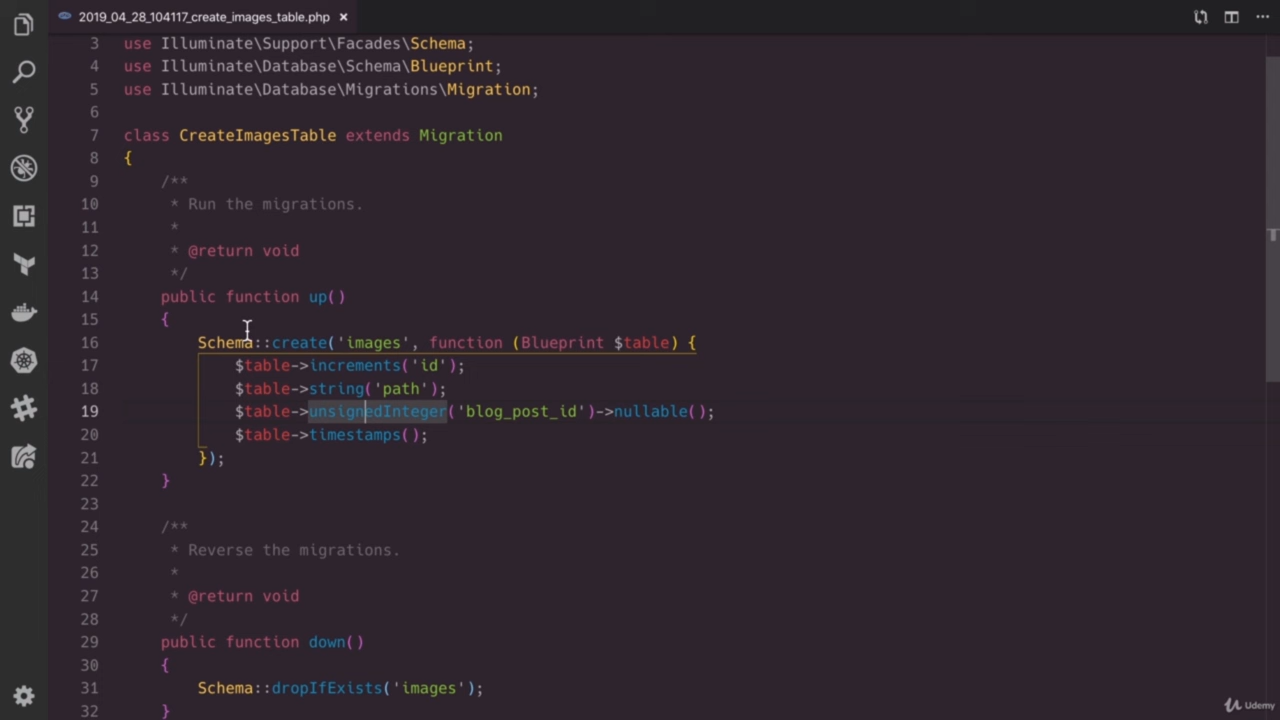 2019_04_28_104117_create_images_table.php ×
3 use Illuminate\Support\Facades\Schema;
4 use Illuminate\Database\Schema\Blueprint;
5 use Illuminate\Database\Migrations\Migration;
6
7 class CreateImagesTable extends Migration
8 {
9 /**
10 * Run the migrations.
11 *
12 * @return void
13 */
14 public function up()
15 {
16 Schema::create('images', function (Blueprint $table) {
17 $table->increments('id');
18 $table->string('path');
19 $table->unsignedInteger('blog_post_id')->nullable();
20 $table->timestamps();
21 });
22 }
23
24 /**
25 * Reverse the migrations.
26 *
27 * @return void
28 */
29 public function down()
30 {
31 Schema::dropIfExists('images');
32 }
Udemy